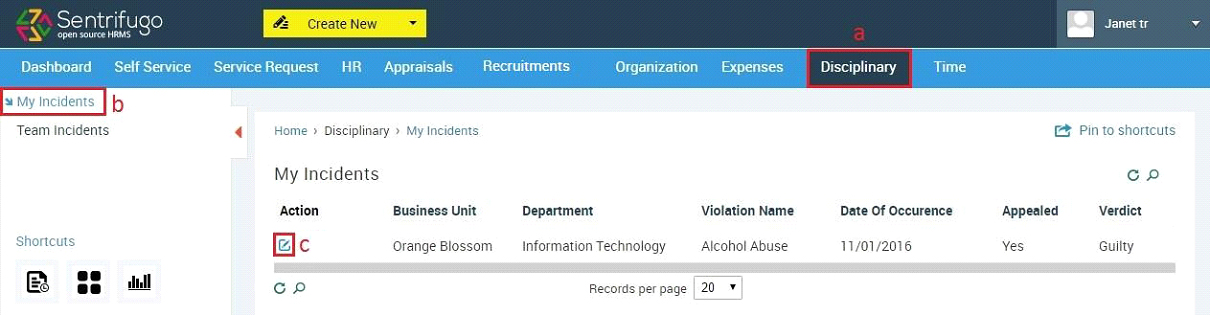 Sentrifugo
open source HRMS
Create New
a
Janet tr
Dashboard Self Service Service Request HR Appraisals Recruitments Organization Expenses Disciplinary Time
My Incidents b
Team Incidents
Home › Disciplinary › My Incidents
Pin to shortcuts
My Incidents
Action Business Unit Department Violation Name Date Of Occurence Appealed Verdict
c Orange Blossom Information Technology Alcohol Abuse 11/01/2016 Yes Guilty
Shortcuts
Records per page 20